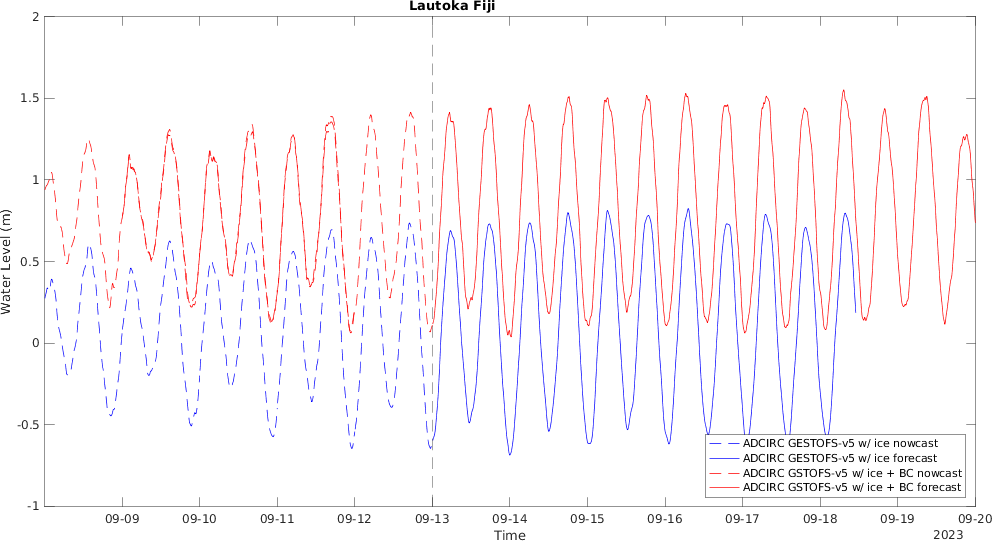 Lautoka Fiji
2
1.5
1
0.5
0
-0.5
-1
Water Level (m)
09-09
09-10
09-11
09-12
09-13
09-14
09-15
09-16
09-17
09-18
09-19
09-20
Time
2023
ADCIRC GESTOFS-v5 w/ ice nowcast
ADCIRC GESTOFS-v5 w/ ice forecast
ADCIRC GSTOFS-v5 w/ ice + BC nowcast
ADCIRC GSTOFS-v5 w/ ice + BC forecast